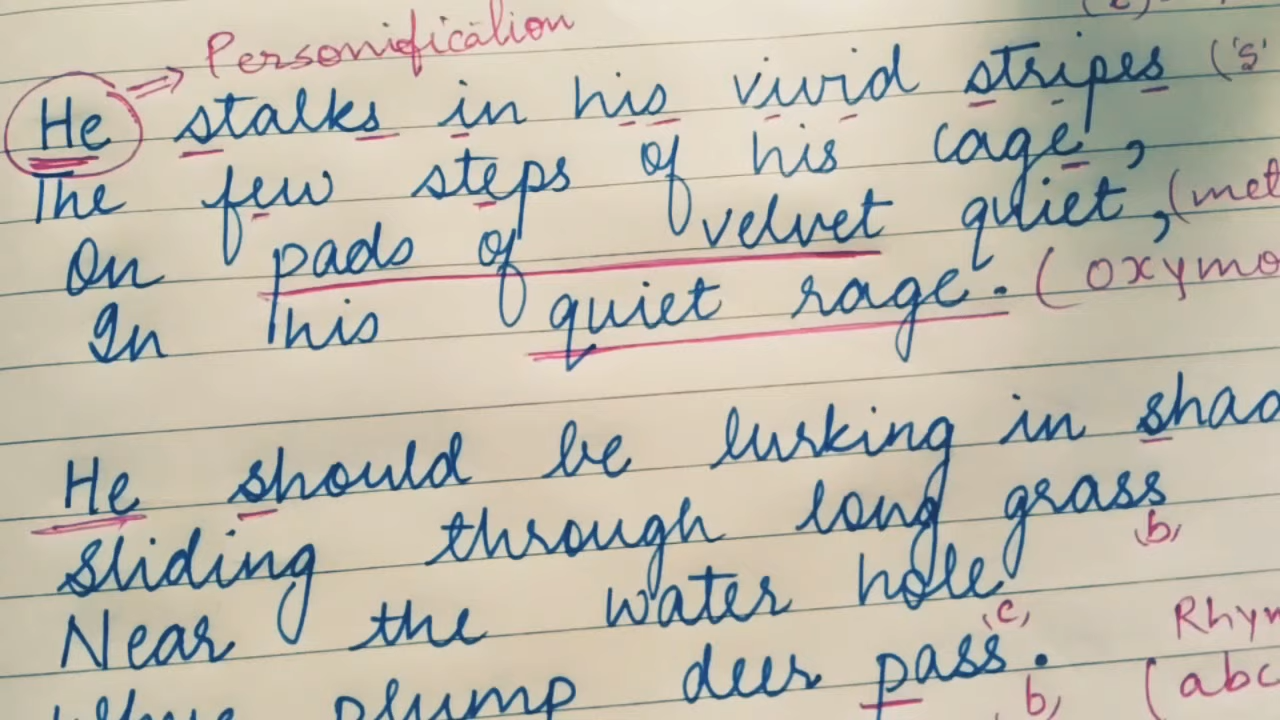 Personification
He stalks in his vivid stripes ('s'
The few steps of his cage,
On pads of velvet quiet, (met
In his quiet rage. (oxymo
He should be lurking in shad
Sliding through long grass
b,
Near the water hole
c,
Rhym
plump deer pass.
b,
(abc